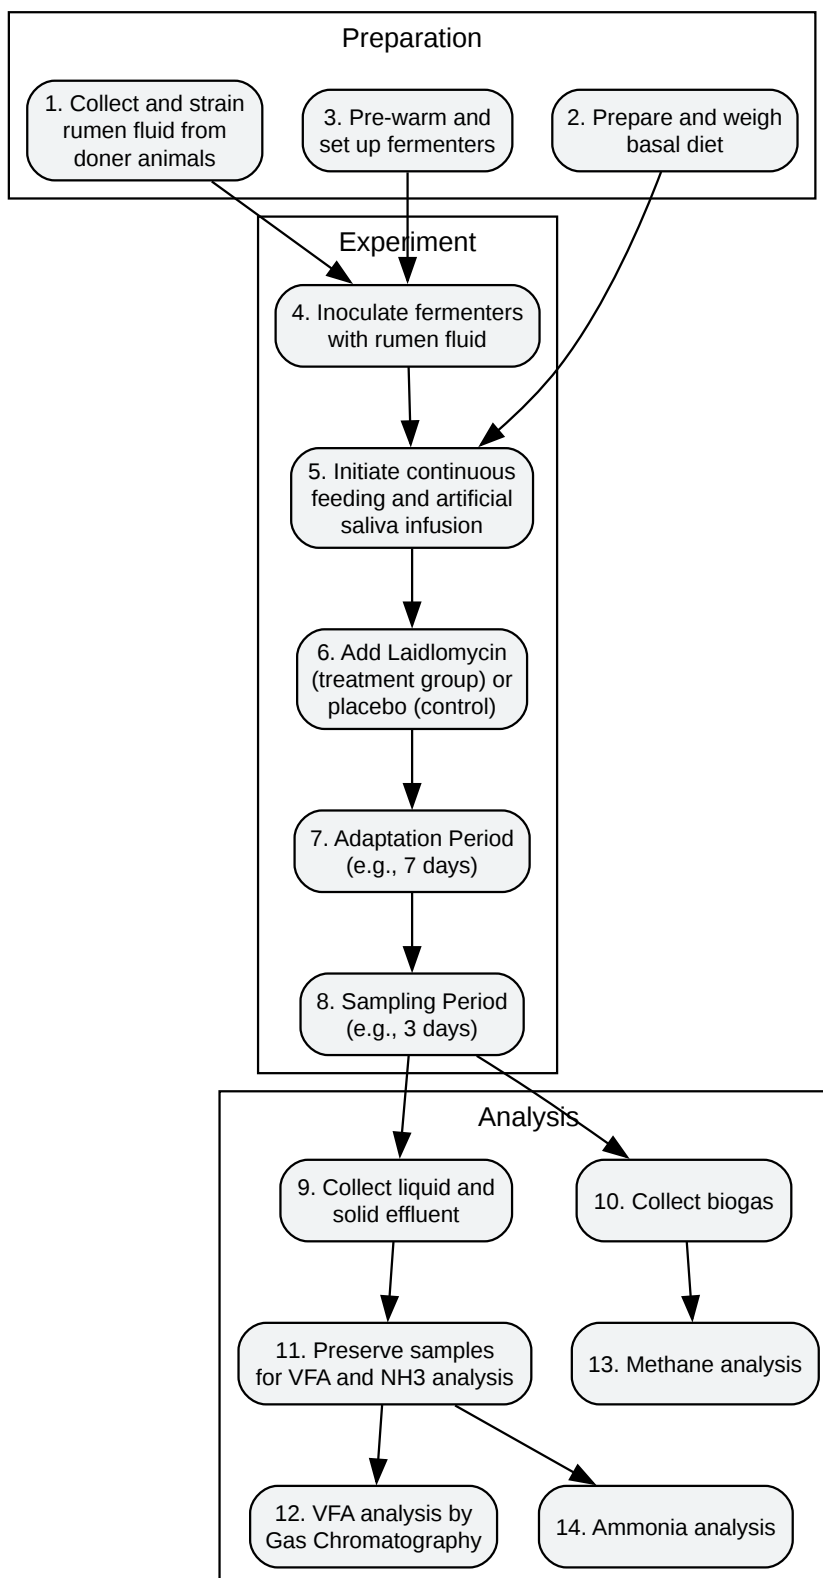 Preparation
1. Collect and strain
rumen fluid from
doner animals
3. Pre-warm and
set up fermenters
2. Prepare and weigh
basal diet
Experiment
4. Inoculate fermenters
with rumen fluid
5. Initiate continuous
feeding and artificial
saliva infusion
6. Add Laidlomycin
(treatment group) or
placebo (control)
7. Adaptation Period
(e.g., 7 days)
8. Sampling Period
(e.g., 3 days)
Analysis
9. Collect liquid and
solid effluent
10. Collect biogas
11. Preserve samples
for VFA and NH3 analysis
13. Methane analysis
12. VFA analysis by
Gas Chromatography
14. Ammonia analysis